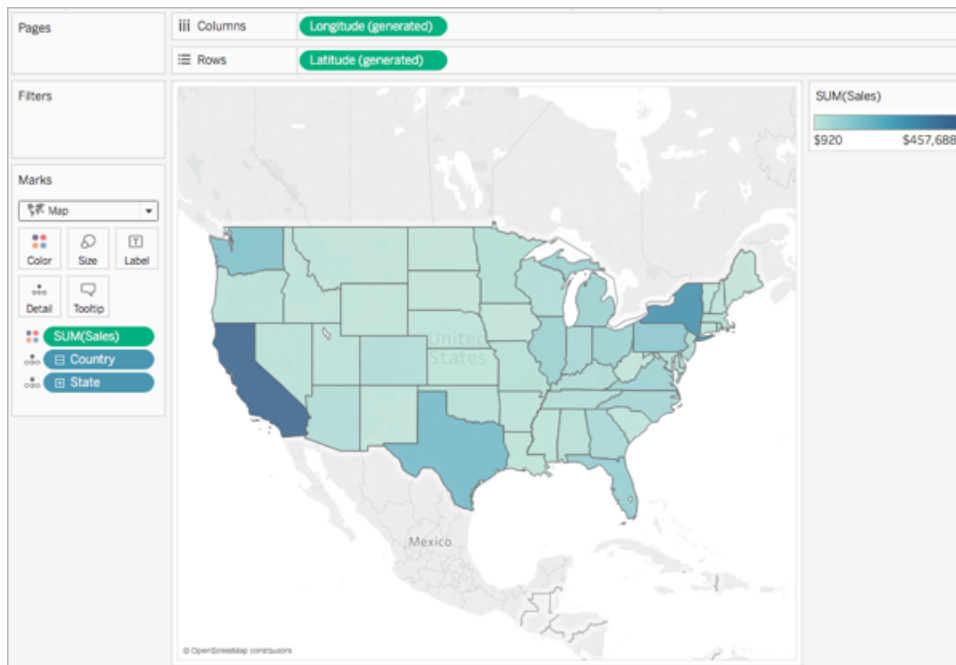 Pages
Columns
Longitude (generated)
Rows
Latitude (generated)
Filters
SUM(Sales)
$920
$457,688
Marks
Map
Color
Size
Label
Detail
Tooltip
SUM(Sales)
Country
State
United
States
Mexico
© OpenStreetMap contributors